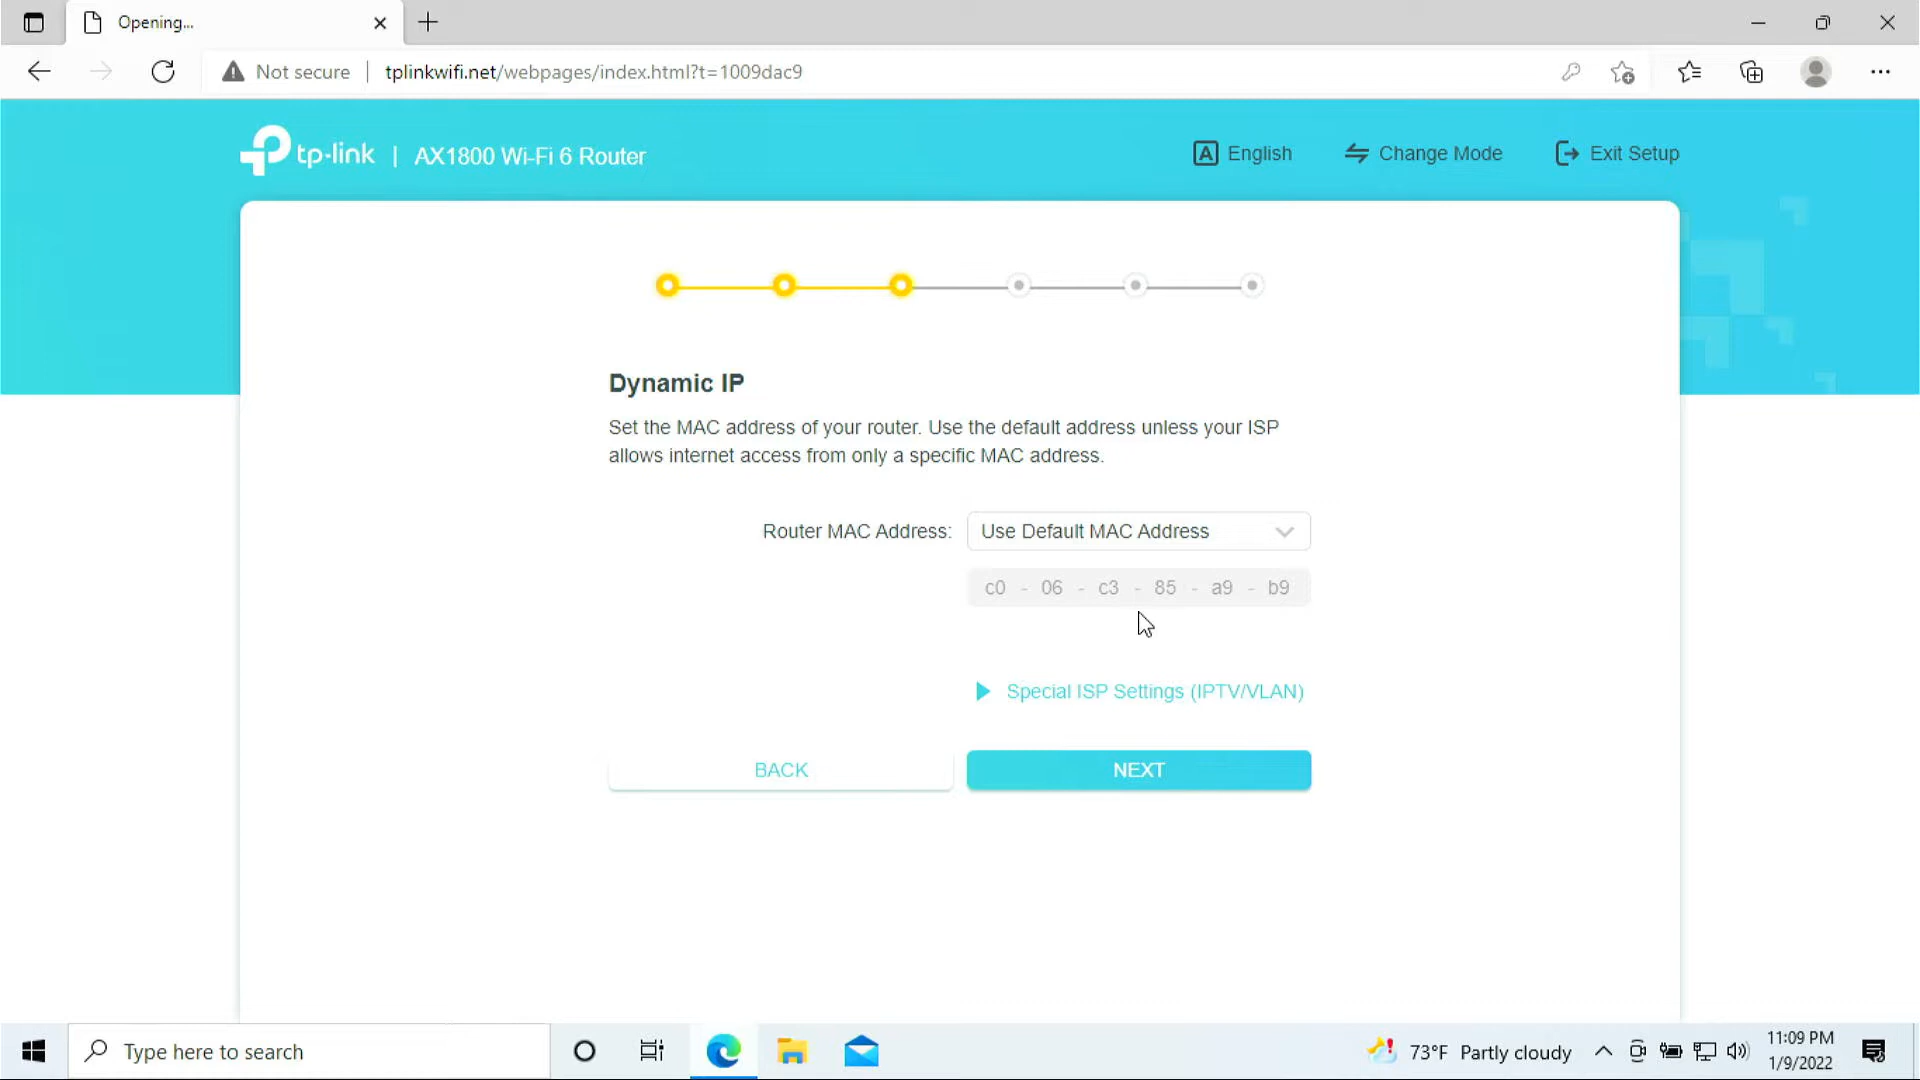 Opening...
Not secure | tplinkwifi.net/webpages/index.html?t=1009dac9
tp-link | AX1800 Wi-Fi 6 Router
A English
Change Mode
Exit Setup
Dynamic IP
Set the MAC address of your router. Use the default address unless your ISP
allows internet access from only a specific MAC address.
Router MAC Address: Use Default MAC Address
c0 - 06 - c3 - 85 - a9 - b9
Special ISP Settings (IPTV/VLAN)
BACK
NEXT
Type here to search
73°F Partly cloudy
11:09 PM
1/9/2022